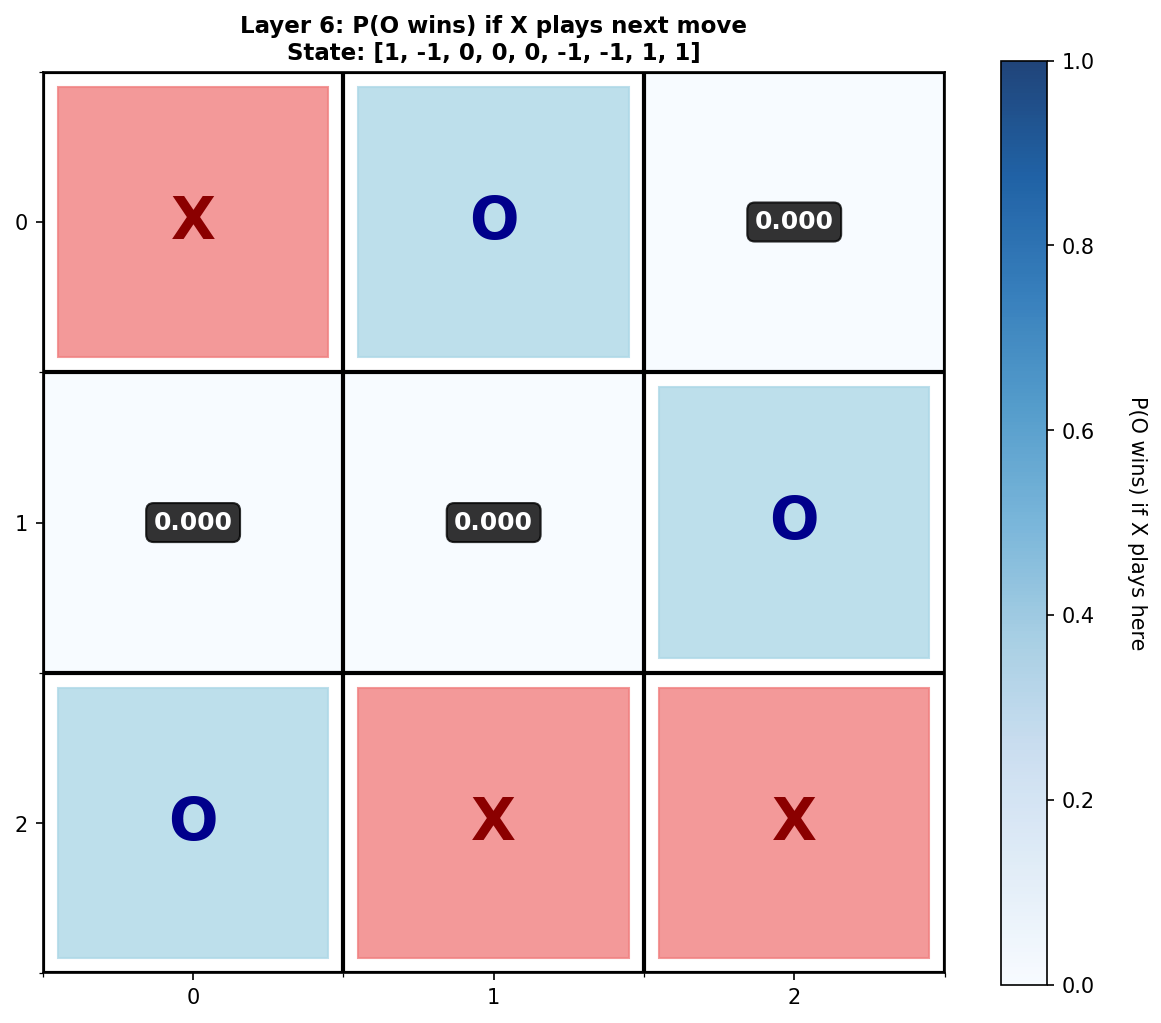 Layer 6: P(O wins) if X plays next move
State: [1, -1, 0, 0, 0, -1, -1, 1, 1]
X
O
0.000
0.000
0.000
O
O
X
X
0
1
2
0
1
2
1.0
0.8
0.6
0.4
0.2
0.0
P(O wins) if X plays here